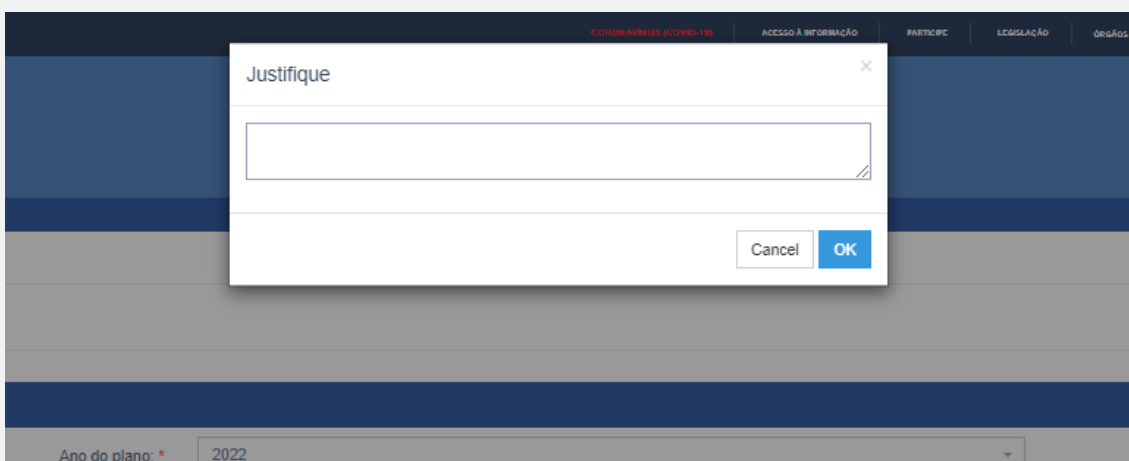 CORONAVÍRUS (COVID-19) ACESSO À INFORMAÇÃO PARTICIPE LEGISLAÇÃO ÓRGÃOS
Justifique ×
Cancel OK
Ano do plano: * 2022